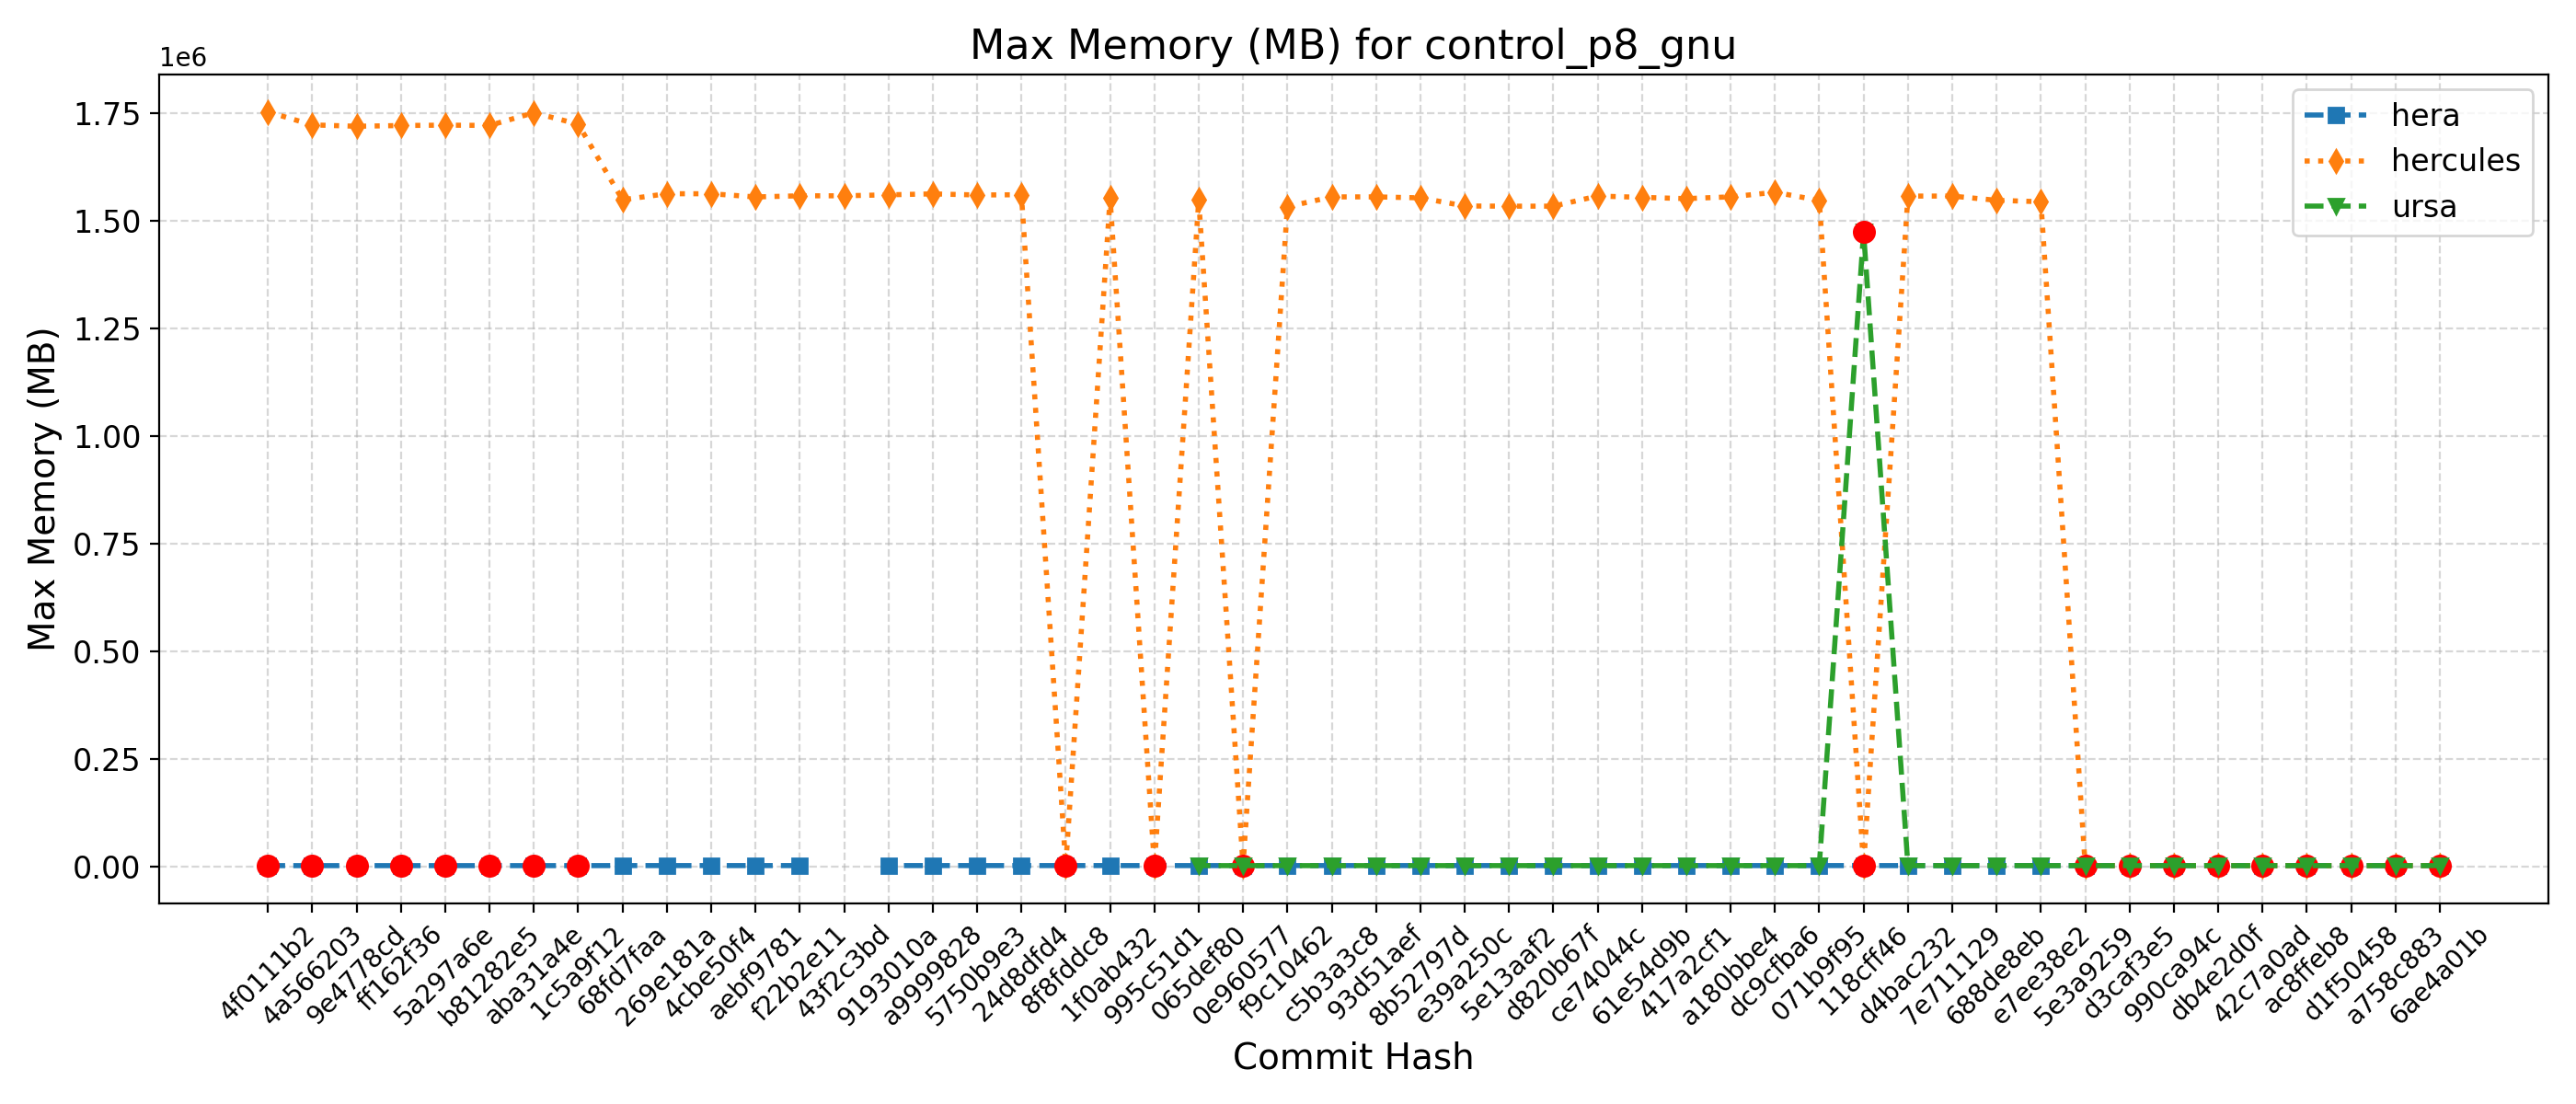 Max Memory (MB) for control_p8_gnu
1e6
1.75
1.50
1.25
1.00
0.75
0.50
0.25
0.00
Max Memory (MB)
hera
hercules
ursa
4f0111b2
4a566203
9e4778cd
ff162f36
5a297a6e
b81282e5
aba31a4e
1c5a9f12
68fd7faa
269e181a
4cbe50f4
aebf9781
f22b2e11
43f2c3bd
9193010a
a9999828
5750b9e3
24d8dfd4
8f8fddc8
1f0ab432
995c51d1
065def80
0e960577
f9c10462
c5b3a3c8
93d51aef
8b52797d
e39a250c
5e13aaf2
d820b67f
ce74044c
61e54d9b
417a2cf1
a180bbe4
dc9cfba6
071b9f95
118cff46
d4bac232
7e711129
688de8eb
e7ee38e2
5e3a9259
d3caf3e5
990ca94c
db4e2d0f
42c7a0ad
ac8ffeb8
d1f50458
a758c883
6ae4a01b
Commit Hash